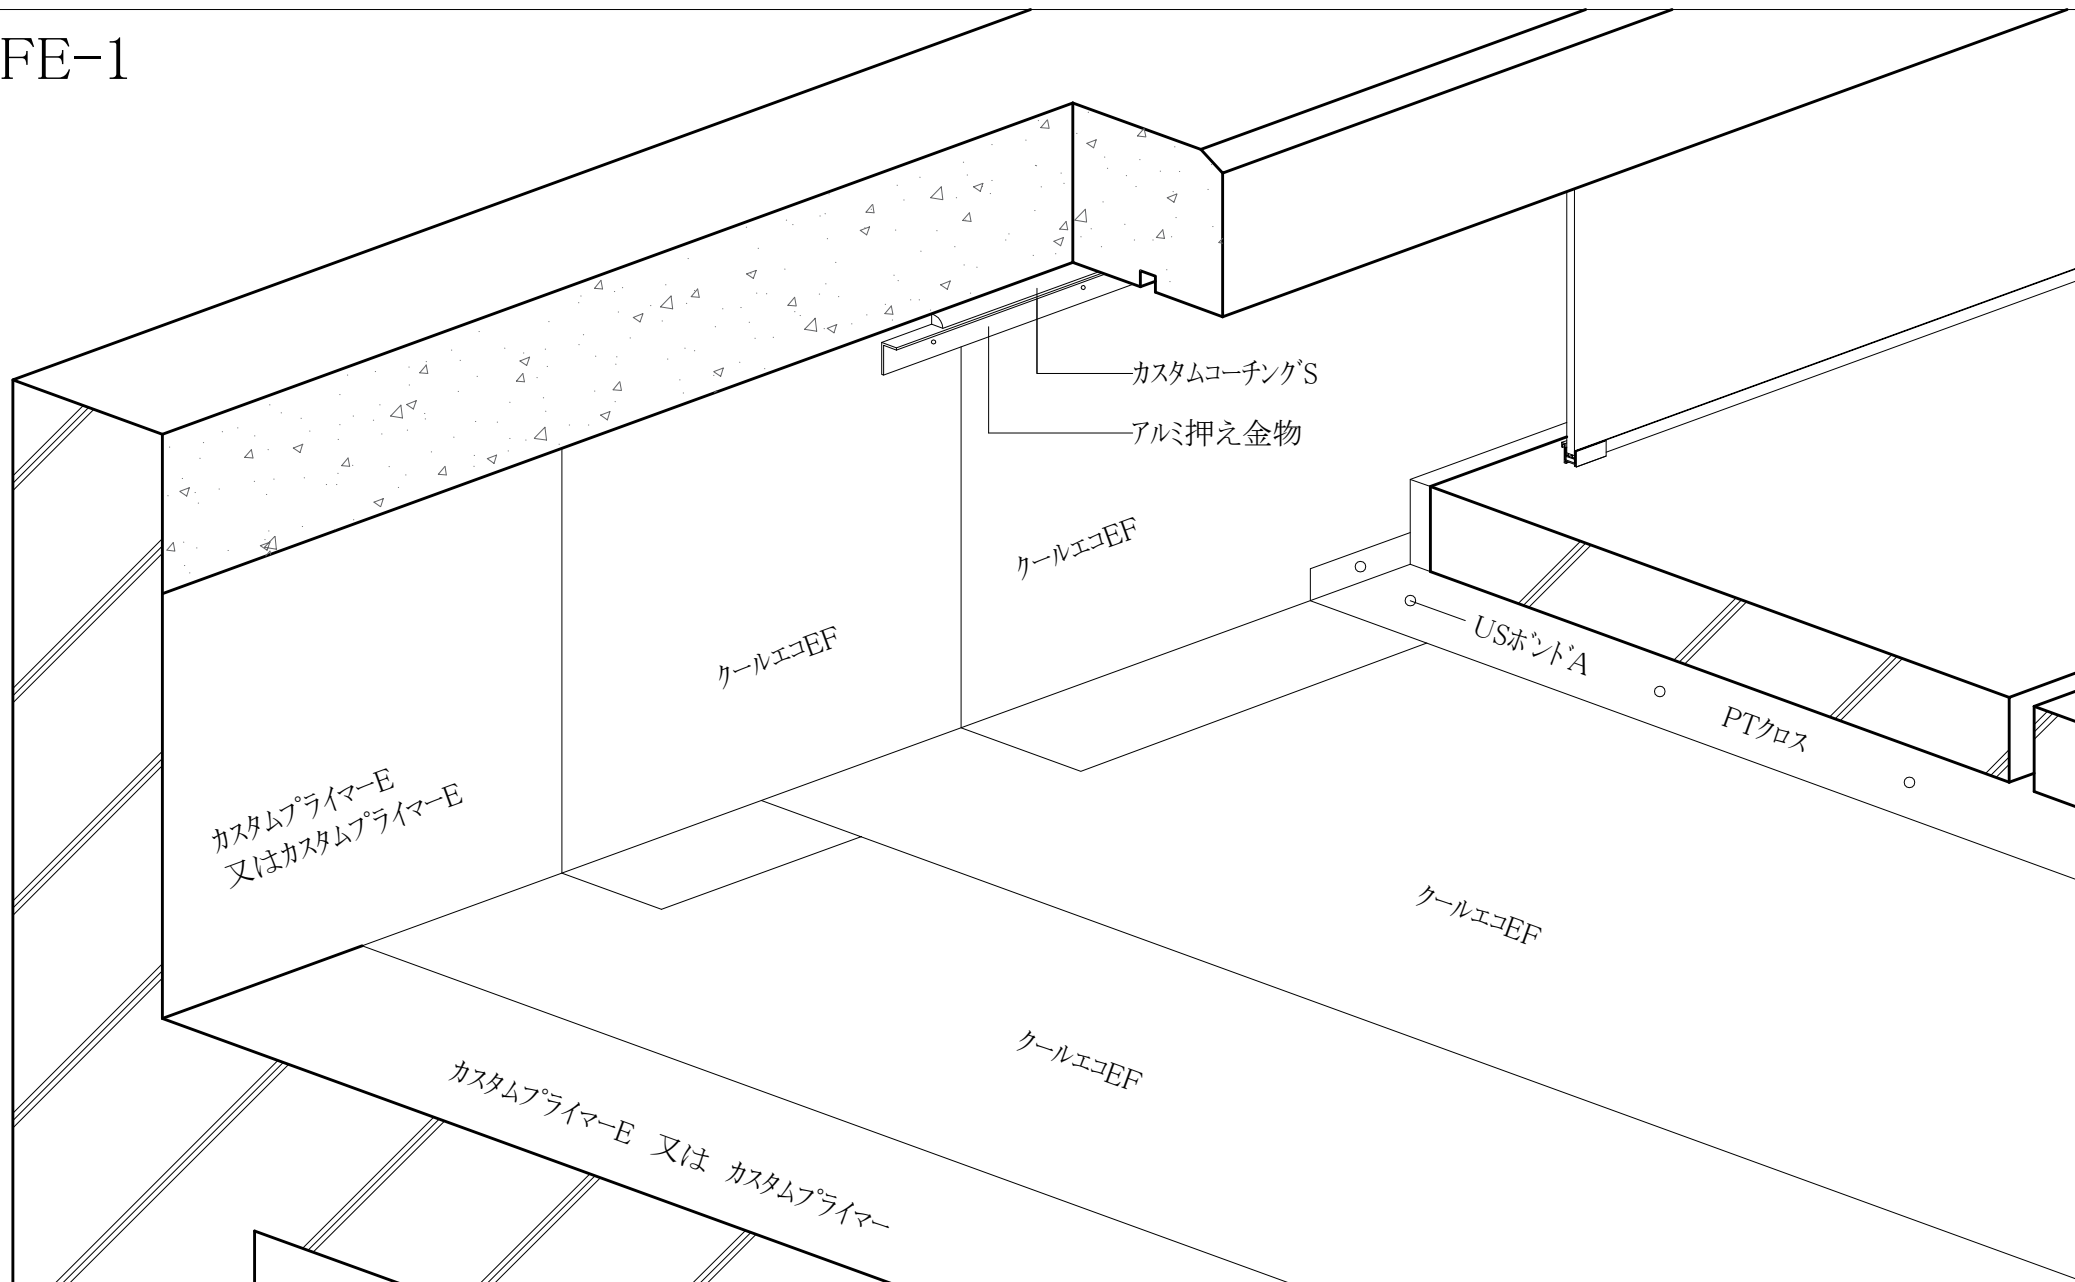 FE-1
カスタムコーチングS
アルミ押え金物
クールエコEF
クールエコEF
USボンドA
PTクロス
カスタムプライマーE
又はカスタムプライマーE
クールエコEF
クールエコEF
カスタムプライマーE 又は カスタムプライマー